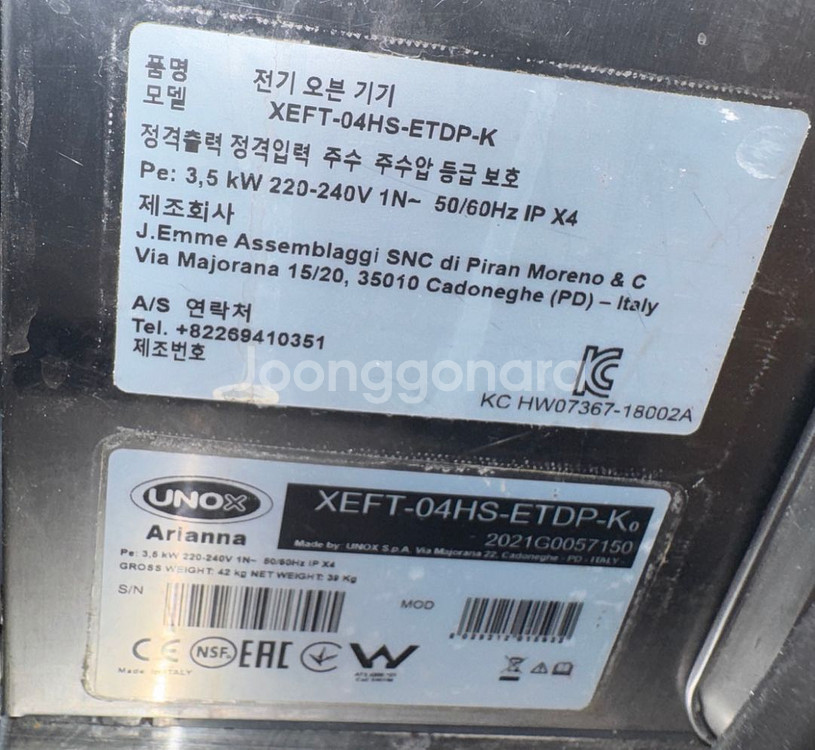 품명 전기 오븐 기기
모델 XEFT-04HS-ETDP-K
정격출력 정격입력 주수 주수압 등급 보호
Pe: 3,5 kW 220-240V 1N~ 50/60Hz IP X4
제조회사
J.Emme Assemblaggi SNC di Piran Moreno & C
Via Majorana 15/20, 35010 Cadoneghe (PD) – Italy
A/S 연락처
Tel. +82269410351
제조번호
Joonggonara
KC
KC HW07367-18002A
UNOX
Arianna
XEFT-04HS-ETDP-K₀
2021G0057150
Made by: UNOX S.p.A. Via Majorana 22, Cadoneghe - PD - ITALY -
Pe: 3,5 kW 220-240V 1N~ 50/60Hz IP X4
GROSS WEIGHT: 42 kg NET WEIGHT: 39 Kg
S/N
MOD
CE NSF EAC
Made in ITALY